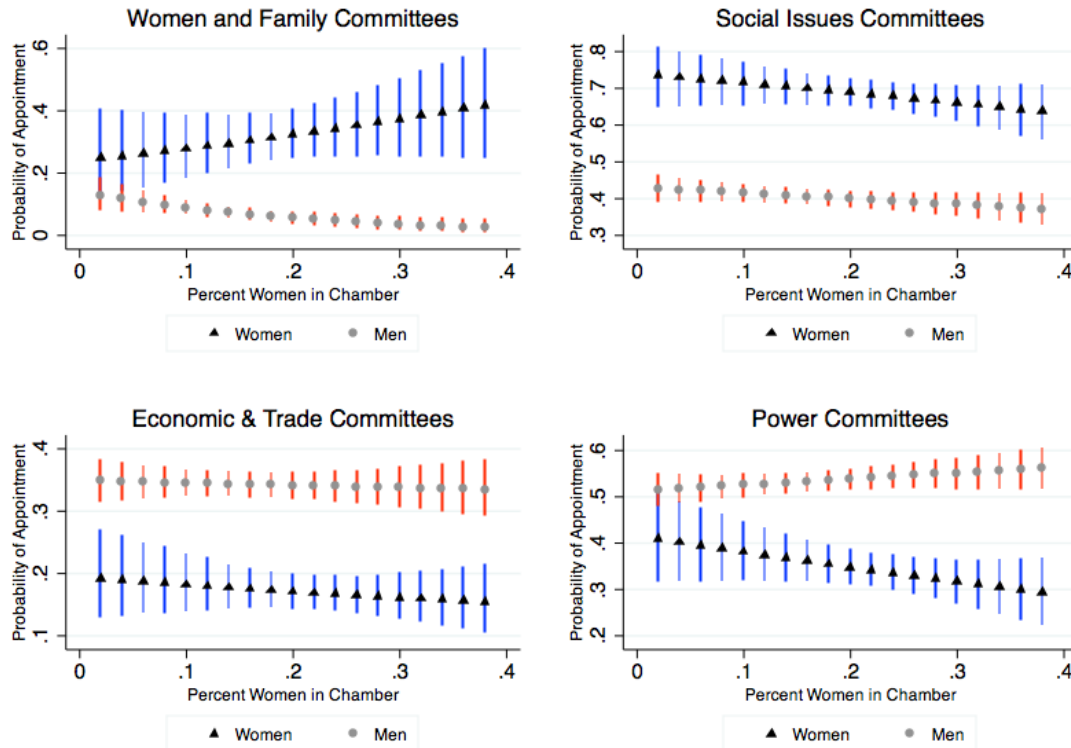 Women and Family Committees
Probability of Appointment
.6
.4
.2
0
0 .1 .2 .3 .4
Percent Women in Chamber
Women Men
Social Issues Committees
Probability of Appointment
.8
.7
.6
.5
.4
.3
0 .1 .2 .3 .4
Percent Women in Chamber
Women Men
Economic & Trade Committees
Probability of Appointment
.4
.3
.2
.1
0 .1 .2 .3 .4
Percent Women in Chamber
Women Men
Power Committees
Probability of Appointment
.6
.5
.4
.3
.2
0 .1 .2 .3 .4
Percent Women in Chamber
Women Men